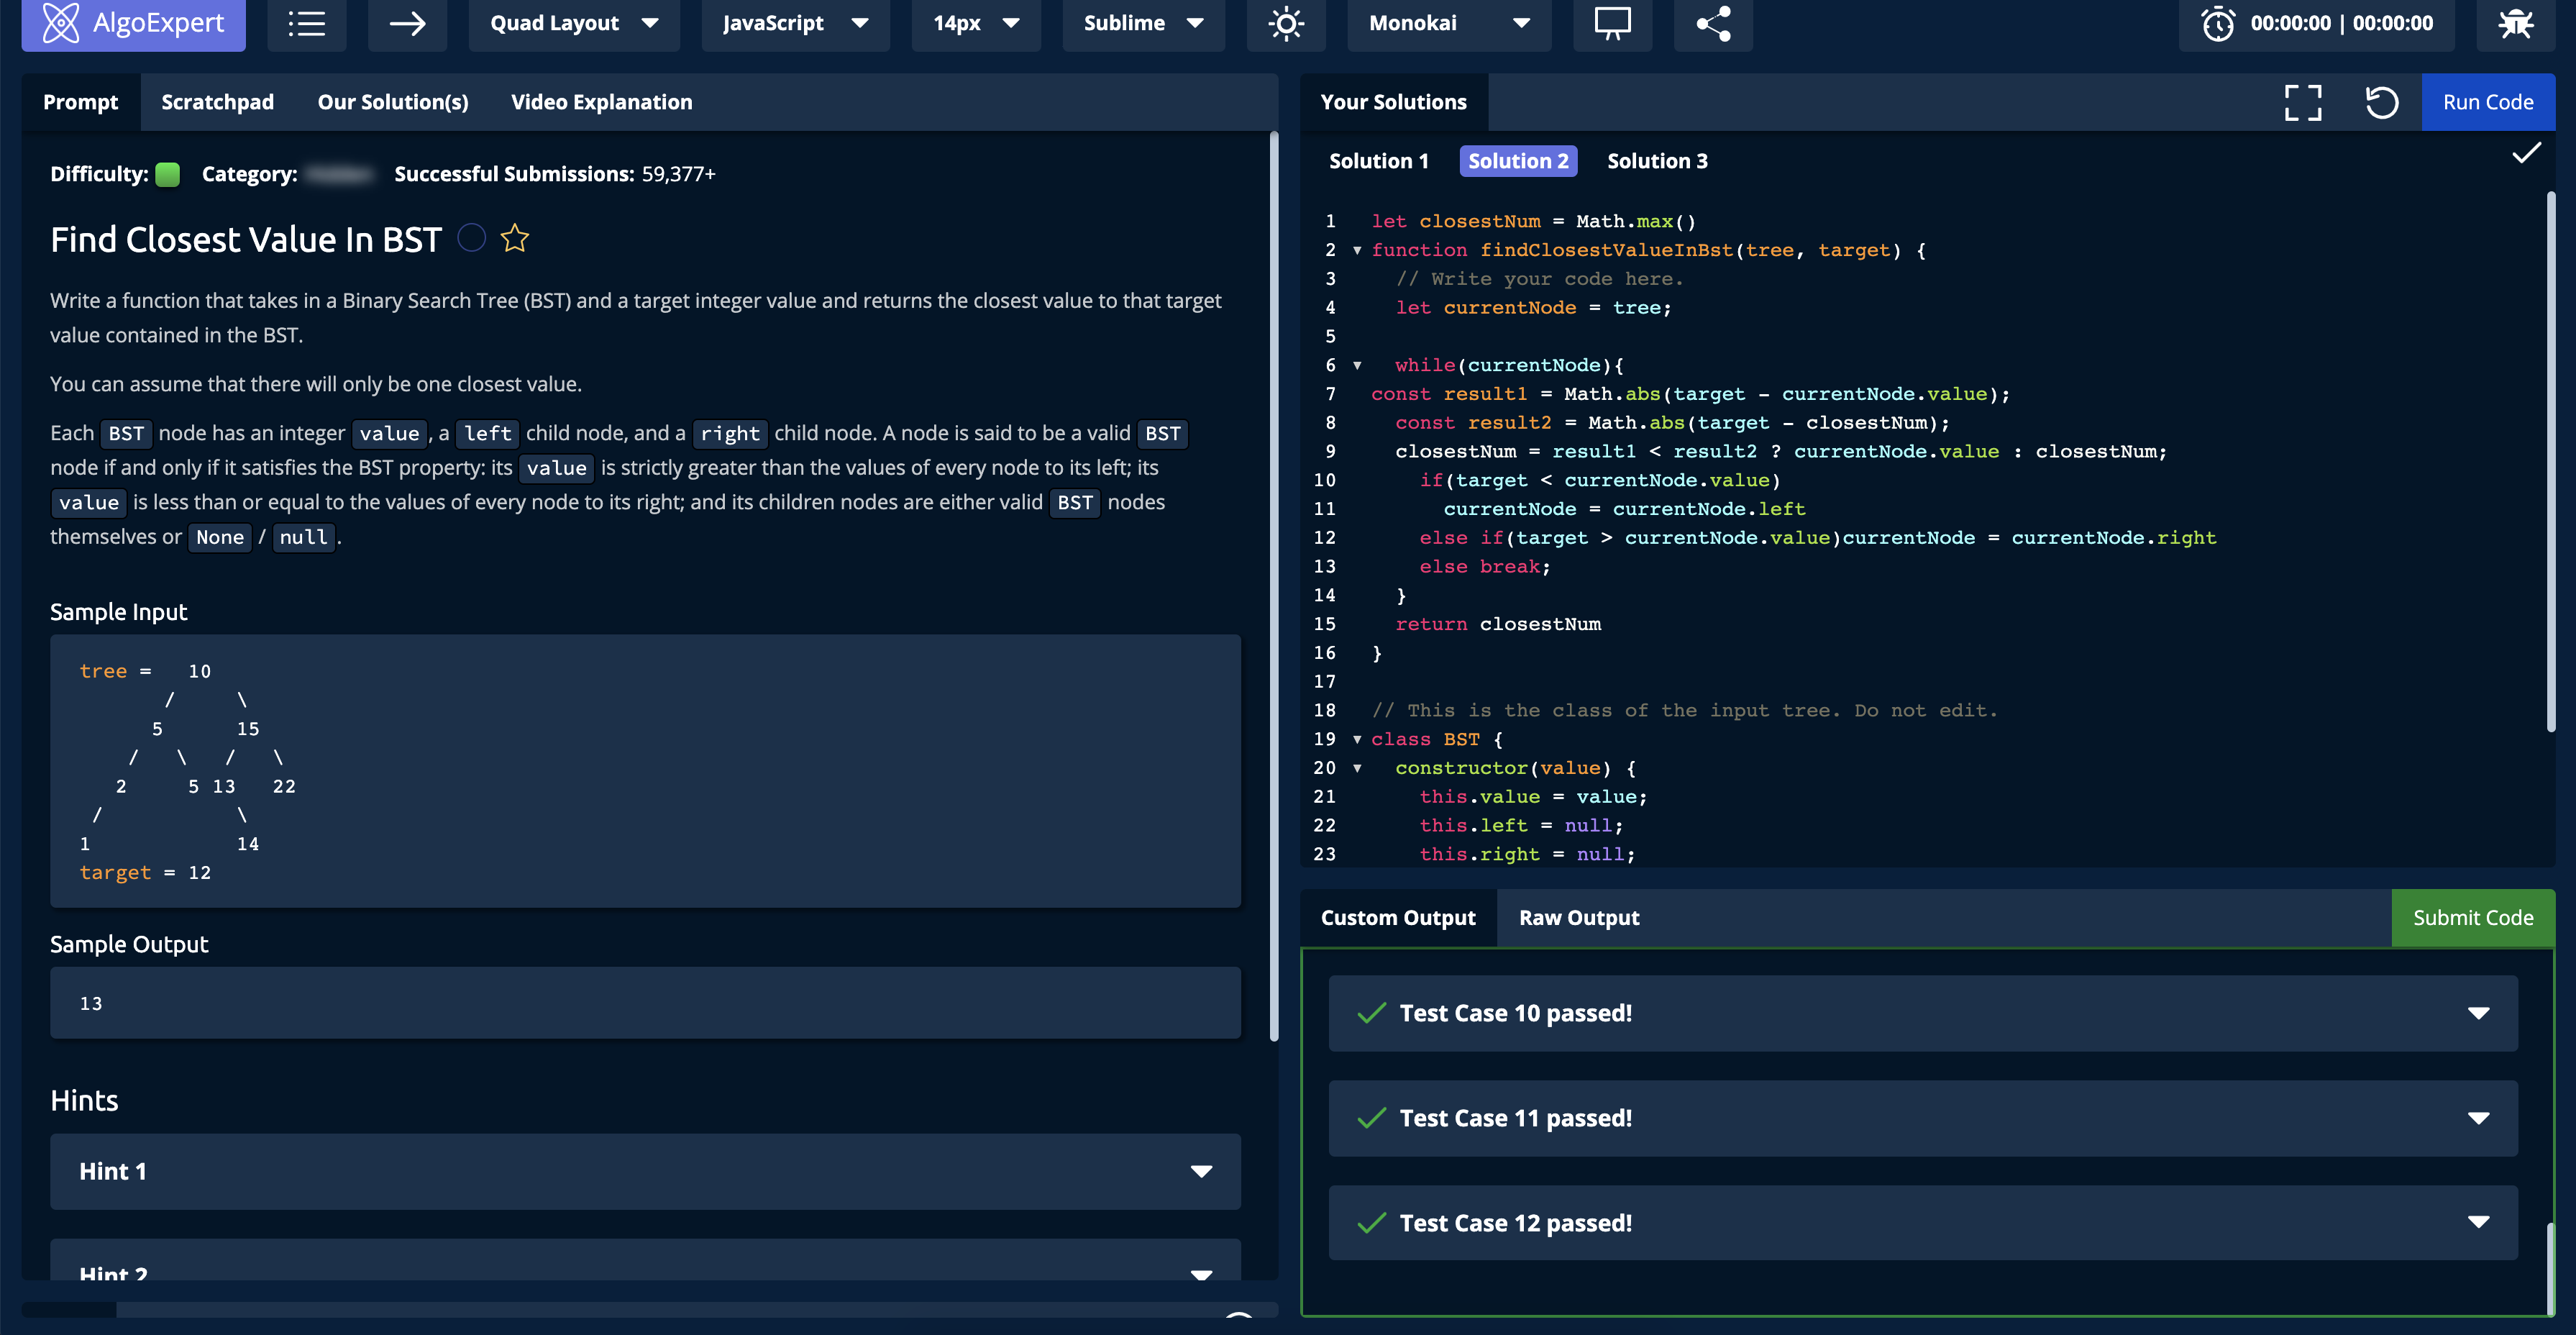 AlgoExpert
Quad Layout
JavaScript
14px
Sublime
Monokai
00:00:00 | 00:00:00
Prompt
Scratchpad
Our Solution(s)
Video Explanation
Difficulty:
Category:
Successful Submissions: 59,377+
Find Closest Value In BST
Write a function that takes in a Binary Search Tree (BST) and a target integer value and returns the closest value to that target
value contained in the BST.
You can assume that there will only be one closest value.
Each BST node has an integer value , a left child node, and a right child node. A node is said to be a valid BST
node if and only if it satisfies the BST property: its value is strictly greater than the values of every node to its left; its
value is less than or equal to the values of every node to its right; and its children nodes are either valid BST nodes
themselves or None / null .
Sample Input
tree =   10
       /     \
      5      15
    /   \   /   \
   2     5 13   22
 /           \
1            14
target = 12
Sample Output
13
Hints
Hint 1
Hint 2
Your Solutions
Run Code
Solution 1
Solution 2
Solution 3
1 let closestNum = Math.max()
2 function findClosestValueInBst(tree, target) {
3   // Write your code here.
4   let currentNode = tree;
5
6   while(currentNode){
7 const result1 = Math.abs(target - currentNode.value);
8   const result2 = Math.abs(target - closestNum);
9   closestNum = result1 < result2 ? currentNode.value : closestNum;
10     if(target < currentNode.value)
11       currentNode = currentNode.left
12     else if(target > currentNode.value)currentNode = currentNode.right
13     else break;
14   }
15   return closestNum
16 }
17
18 // This is the class of the input tree. Do not edit.
19 class BST {
20   constructor(value) {
21     this.value = value;
22     this.left = null;
23     this.right = null;
Custom Output
Raw Output
Submit Code
Test Case 10 passed!
Test Case 11 passed!
Test Case 12 passed!